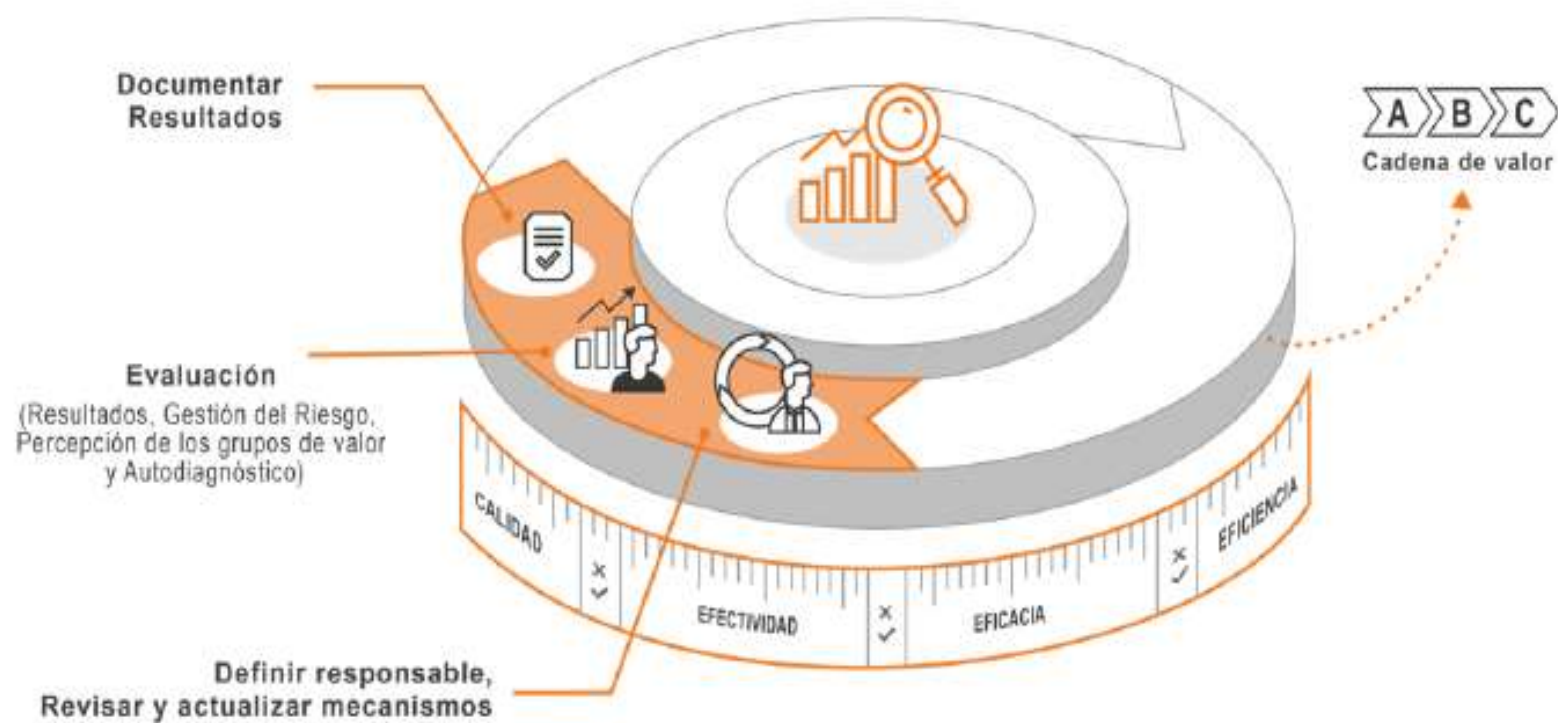 Documentar
Resultados
A B C
Cadena de valor
Evaluación
(Resultados, Gestión del Riesgo,
Percepción de los grupos de valor
y Autodiagnóstico)
CALIDAD
EFECTIVIDAD
EFICACIA
EFICIENCIA
Definir responsable,
Revisar y actualizar mecanismos